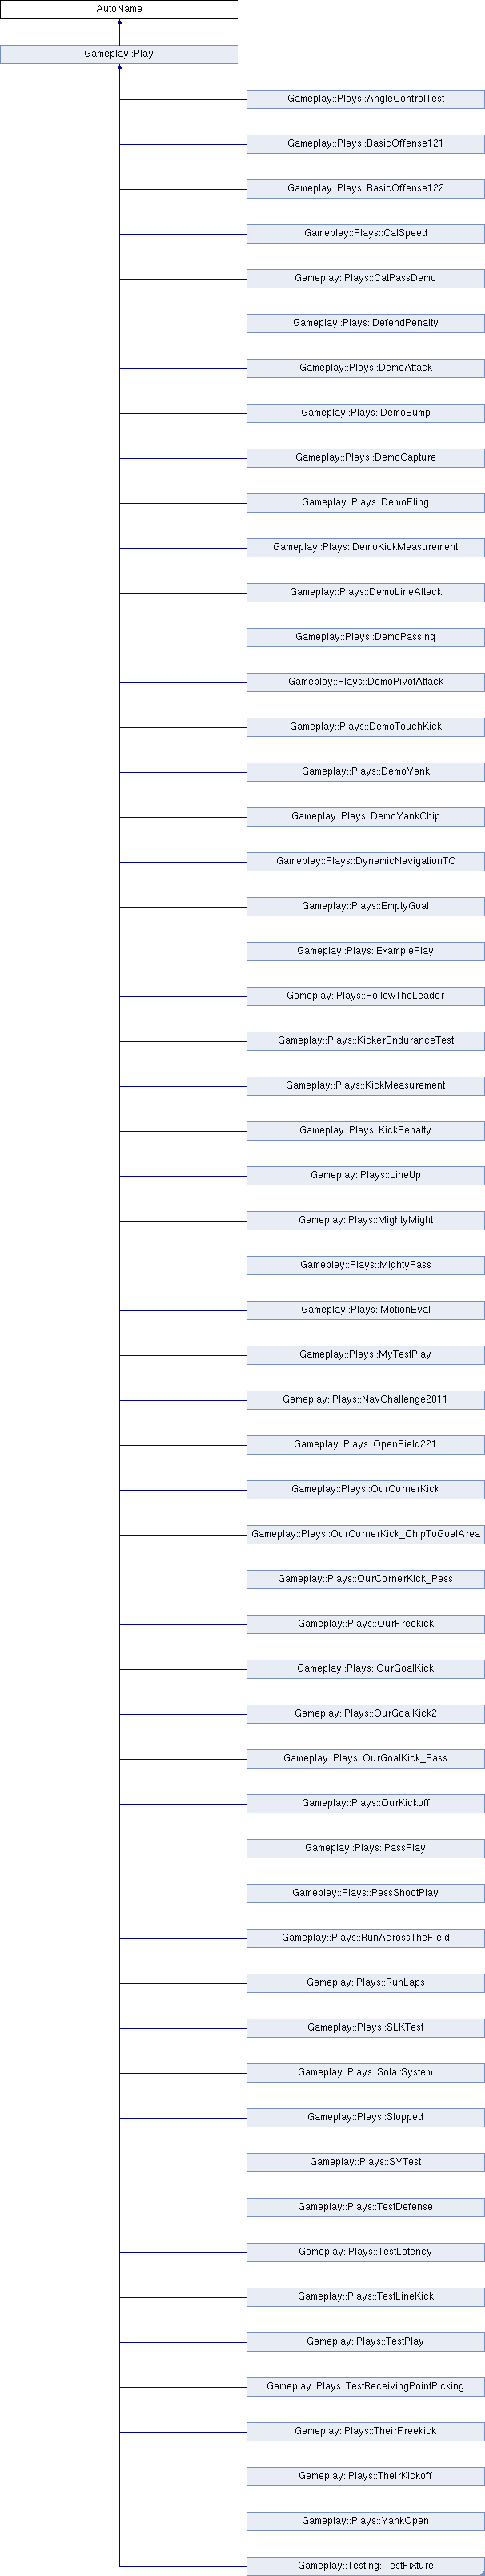 AutoName
Gameplay::Play
Gameplay::Plays::AngleControlTest
Gameplay::Plays::BasicOffense121
Gameplay::Plays::BasicOffense122
Gameplay::Plays::CalSpeed
Gameplay::Plays::CatPassDemo
Gameplay::Plays::DefendPenalty
Gameplay::Plays::DemoAttack
Gameplay::Plays::DemoBump
Gameplay::Plays::DemoCapture
Gameplay::Plays::DemoFling
Gameplay::Plays::DemoKickMeasurement
Gameplay::Plays::DemoLineAttack
Gameplay::Plays::DemoPassing
Gameplay::Plays::DemoPivotAttack
Gameplay::Plays::DemoTouchKick
Gameplay::Plays::DemoYank
Gameplay::Plays::DemoYankChip
Gameplay::Plays::DynamicNavigationTC
Gameplay::Plays::EmptyGoal
Gameplay::Plays::ExamplePlay
Gameplay::Plays::FollowTheLeader
Gameplay::Plays::KickerEnduranceTest
Gameplay::Plays::KickMeasurement
Gameplay::Plays::KickPenalty
Gameplay::Plays::LineUp
Gameplay::Plays::MightyMight
Gameplay::Plays::MightyPass
Gameplay::Plays::MotionEval
Gameplay::Plays::MyTestPlay
Gameplay::Plays::NavChallenge2011
Gameplay::Plays::OpenField221
Gameplay::Plays::OurCornerKick
Gameplay::Plays::OurCornerKick_ChipToGoalArea
Gameplay::Plays::OurCornerKick_Pass
Gameplay::Plays::OurFreekick
Gameplay::Plays::OurGoalKick
Gameplay::Plays::OurGoalKick2
Gameplay::Plays::OurGoalKick_Pass
Gameplay::Plays::OurKickoff
Gameplay::Plays::PassPlay
Gameplay::Plays::PassShootPlay
Gameplay::Plays::RunAcrossTheField
Gameplay::Plays::RunLaps
Gameplay::Plays::SLKTest
Gameplay::Plays::SolarSystem
Gameplay::Plays::Stopped
Gameplay::Plays::SYTest
Gameplay::Plays::TestDefense
Gameplay::Plays::TestLatency
Gameplay::Plays::TestLineKick
Gameplay::Plays::TestPlay
Gameplay::Plays::TestReceivingPointPicking
Gameplay::Plays::TheirFreekick
Gameplay::Plays::TheirKickoff
Gameplay::Plays::YankOpen
Gameplay::Testing::TestFixture